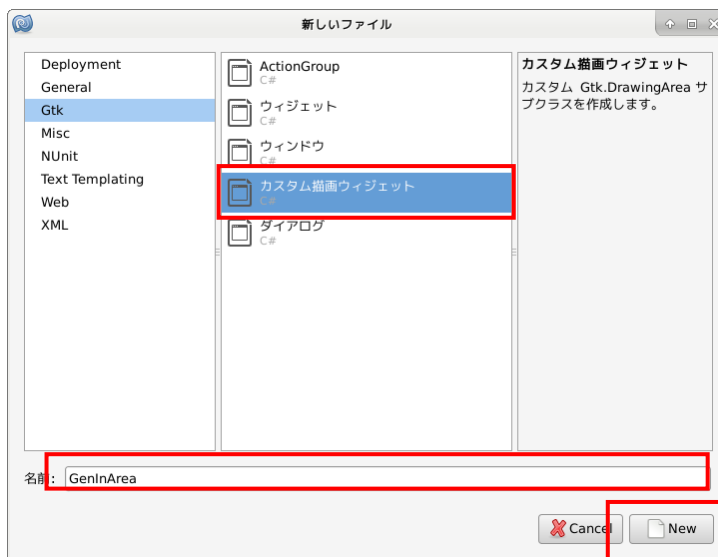 新しいファイル
Deployment
General
Gtk
Misc
NUnit
Text Templating
Web
XML
ActionGroup
C#
ウィジェット
C#
ウィンドウ
C#
カスタム描画ウィジェット
C#
ダイアログ
C#
カスタム描画ウィジェット
カスタム Gtk.DrawingArea サ
ブクラスを作成します。
名前: GenInArea
Cancel
New